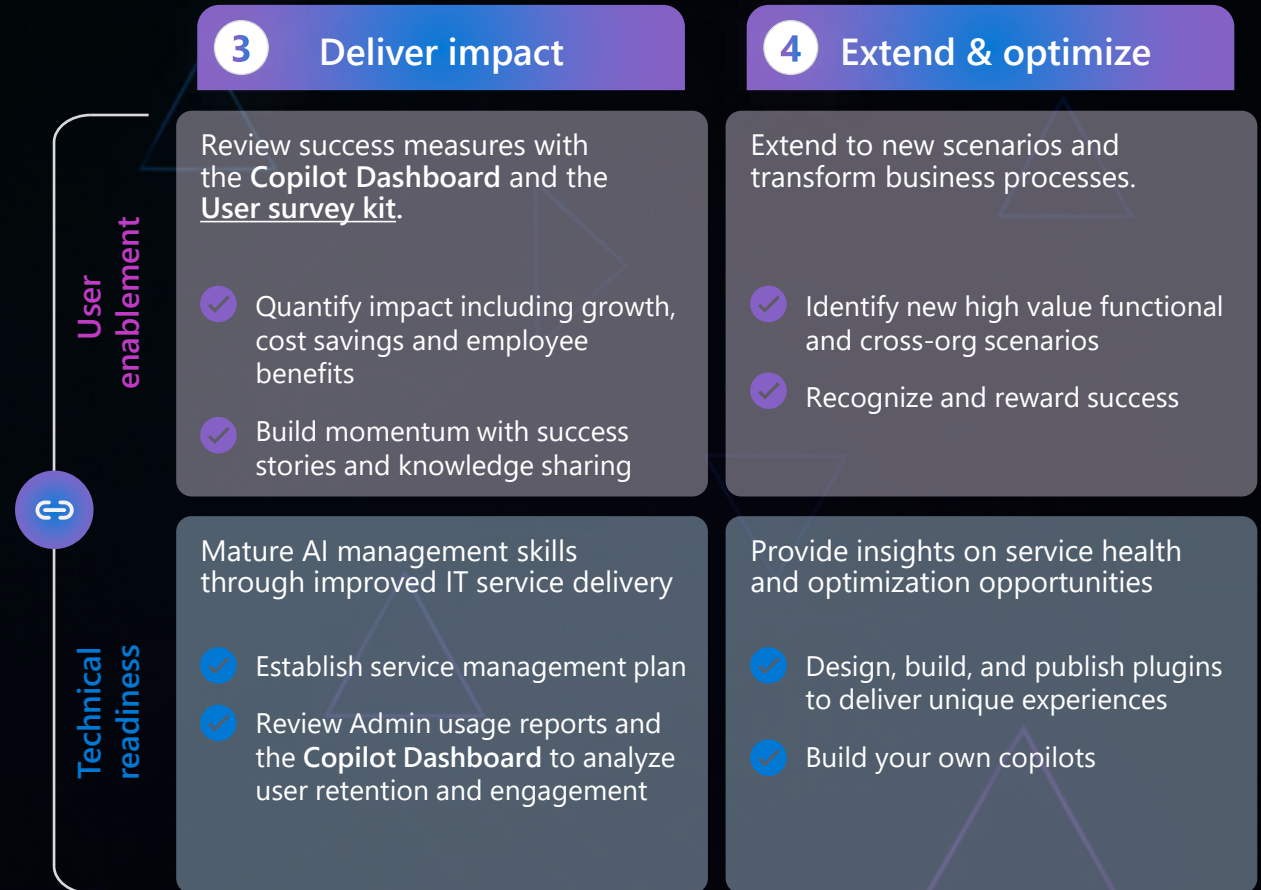 3 Deliver impact
4 Extend & optimize
User
enablement
Review success measures with
the Copilot Dashboard and the
User survey kit.
Quantify impact including growth,
cost savings and employee
benefits
Build momentum with success
stories and knowledge sharing
Extend to new scenarios and
transform business processes.
Identify new high value functional
and cross-org scenarios
Recognize and reward success
Technical
readiness
Mature AI management skills
through improved IT service delivery
Establish service management plan
Review Admin usage reports and
the Copilot Dashboard to analyze
user retention and engagement
Provide insights on service health
and optimization opportunities
Design, build, and publish plugins
to deliver unique experiences
Build your own copilots